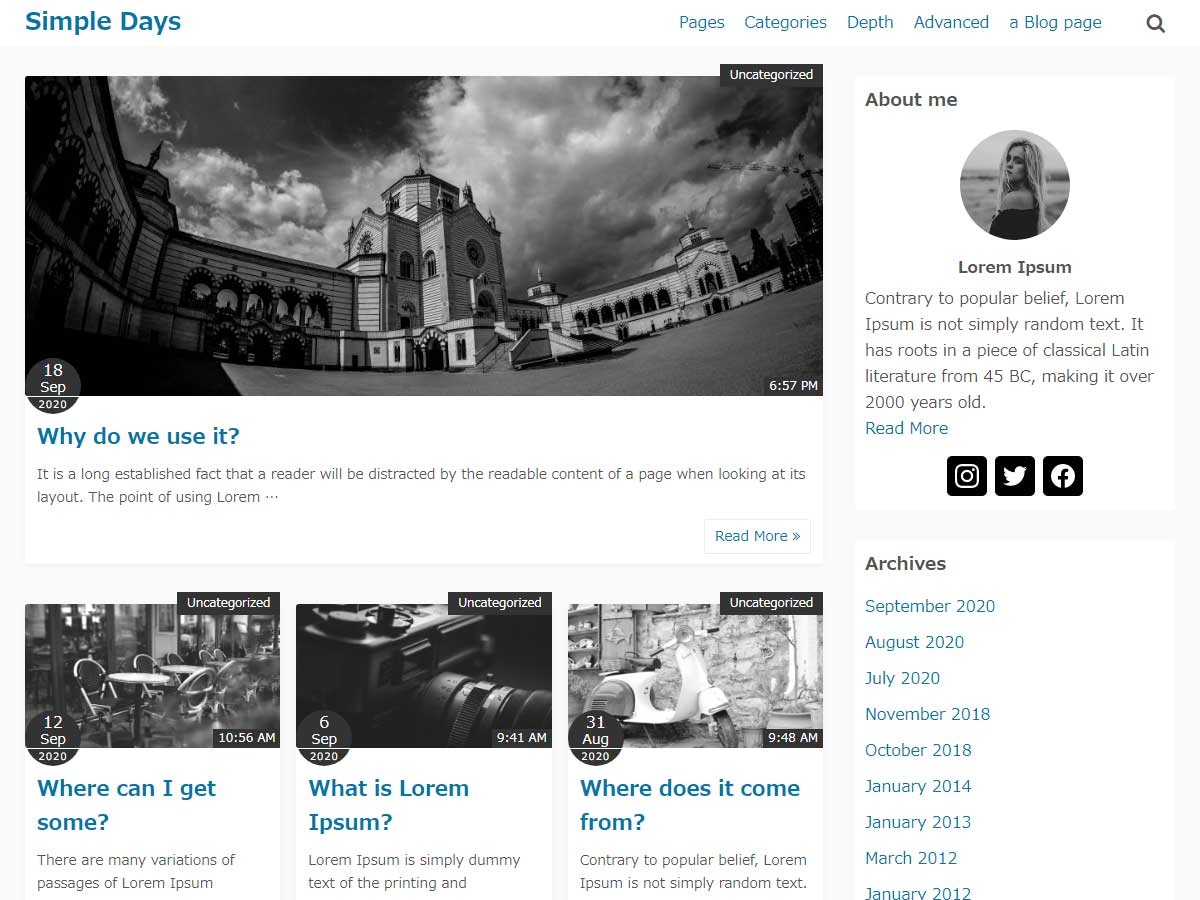 Simple Days
Pages Categories Depth Advanced a Blog page
Uncategorized
18
Sep
2020
6:57 PM
Why do we use it?
It is a long established fact that a reader will be distracted by the readable content of a page when looking at its
layout. The point of using Lorem ⋯
Read More »
Uncategorized
12
Sep
2020
10:56 AM
Where can I get
some?
There are many variations of
passages of Lorem Ipsum
Uncategorized
6
Sep
2020
9:41 AM
What is Lorem
Ipsum?
Lorem Ipsum is simply dummy
text of the printing and
Uncategorized
31
Aug
2020
9:48 AM
Where does it come
from?
Contrary to popular belief, Lorem
Ipsum is not simply random text.
About me
Lorem Ipsum
Contrary to popular belief, Lorem
Ipsum is not simply random text. It
has roots in a piece of classical Latin
literature from 45 BC, making it over
2000 years old.
Read More
Archives
September 2020
August 2020
July 2020
November 2018
October 2018
January 2014
January 2013
March 2012
January 2012